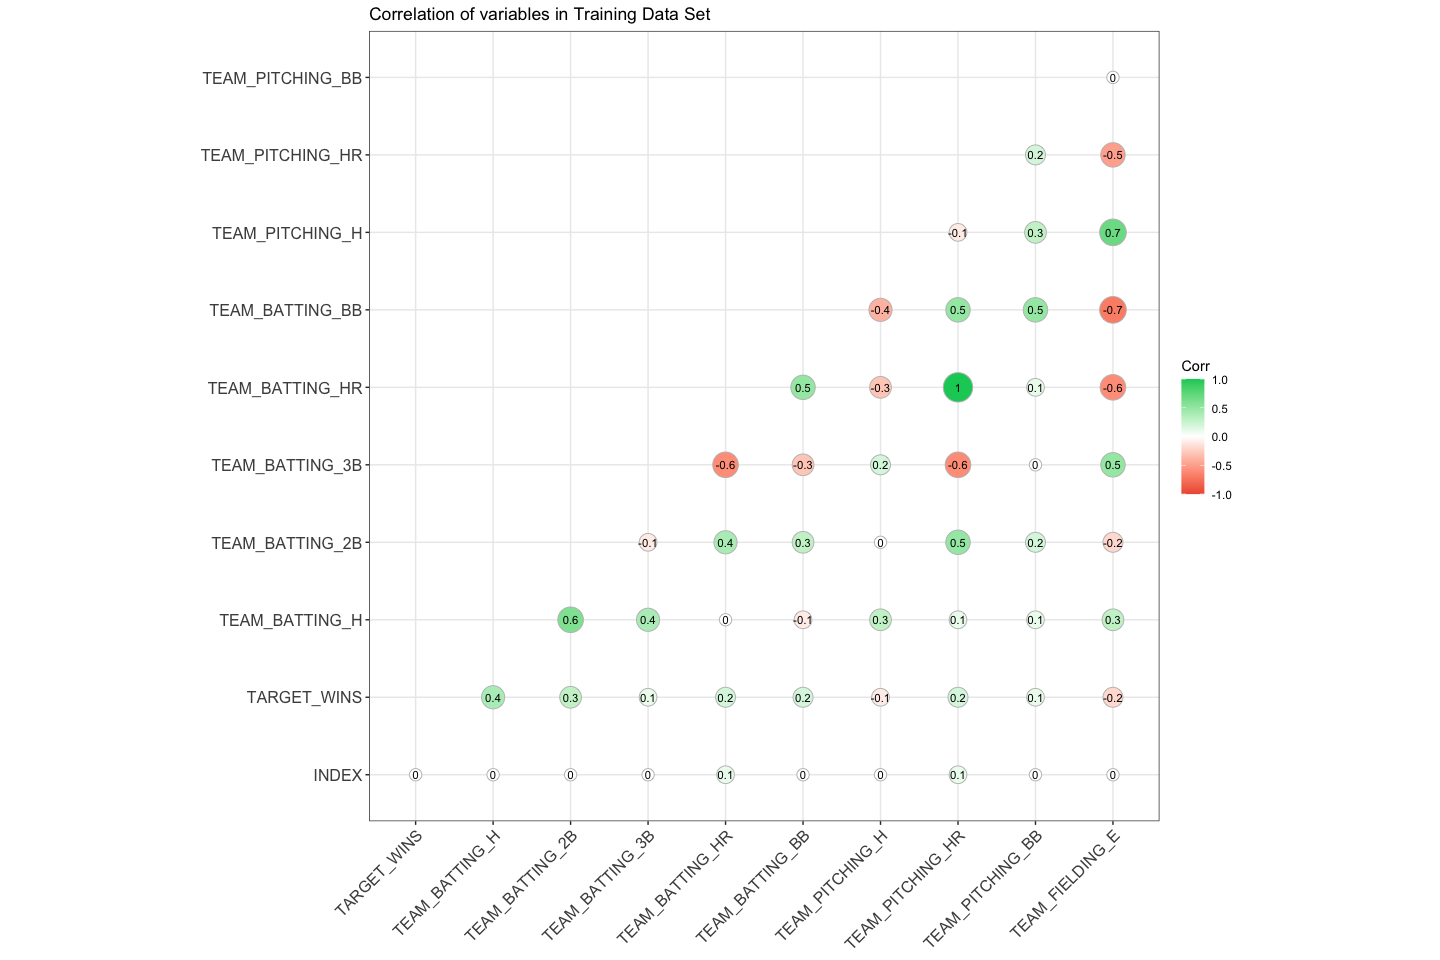 Correlation of variables in Training Data Set
TEAM_PITCHING_BB 0
TEAM_PITCHING_HR 0.2 -0.5
TEAM_PITCHING_H -0.1 0.3 0.7
TEAM_BATTING_BB -0.4 0.5 0.5 -0.7
TEAM_BATTING_HR 0.5 -0.3 1 0.1 -0.6
TEAM_BATTING_3B -0.6 -0.3 0.2 -0.6 0 0.5
TEAM_BATTING_2B -0.1 0.4 0.3 0 0.5 0.2 -0.2
TEAM_BATTING_H 0.6 0.4 0 -0.1 0.3 0.1 0.1 0.3
TARGET_WINS 0.4 0.3 0.1 0.2 0.2 -0.1 0.2 0.1 -0.2
INDEX 0 0 0 0 0.1 0 0 0.1 0 0
TARGET_WINS
TEAM_BATTING_H
TEAM_BATTING_2B
TEAM_BATTING_3B
TEAM_BATTING_HR
TEAM_BATTING_BB
TEAM_PITCHING_H
TEAM_PITCHING_HR
TEAM_PITCHING_BB
TEAM_FIELDING_E
Corr
1.0
0.5
0.0
-0.5
-1.0